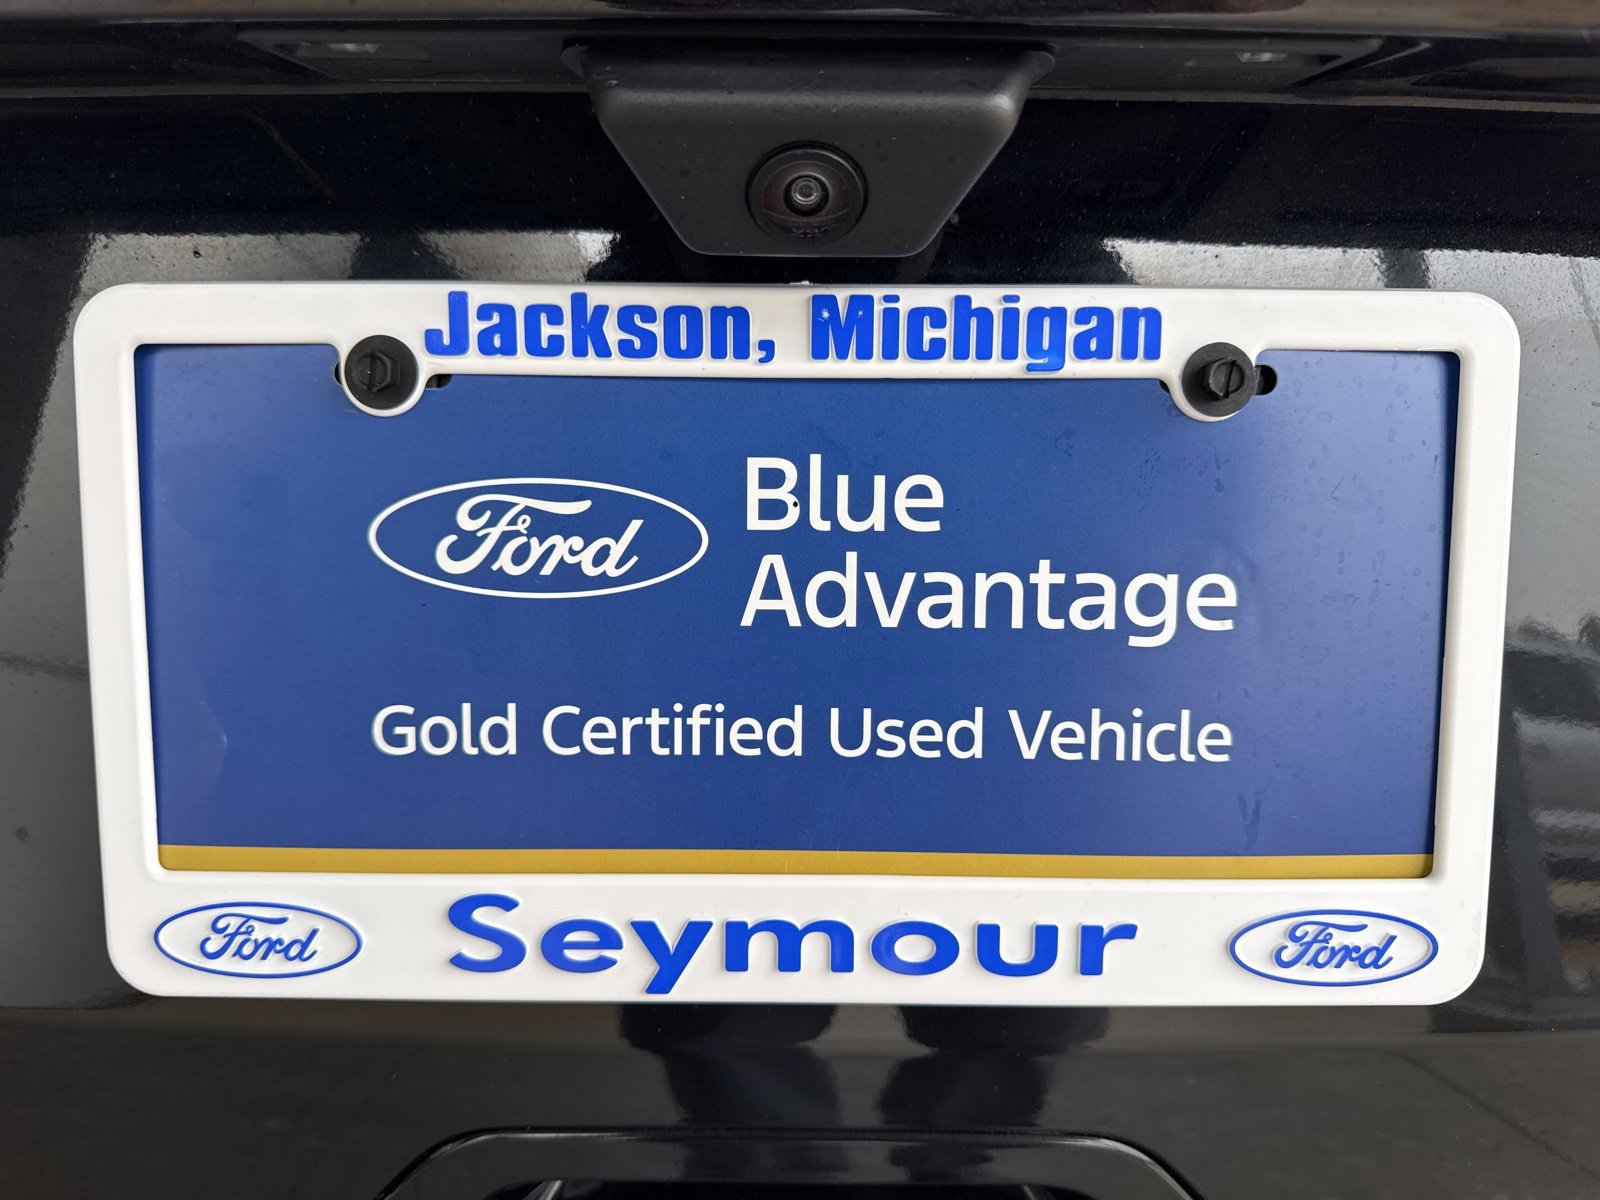 Jackson, Michigan
Ford
Blue
Advantage
Gold Certified Used Vehicle
Ford Seymour Ford